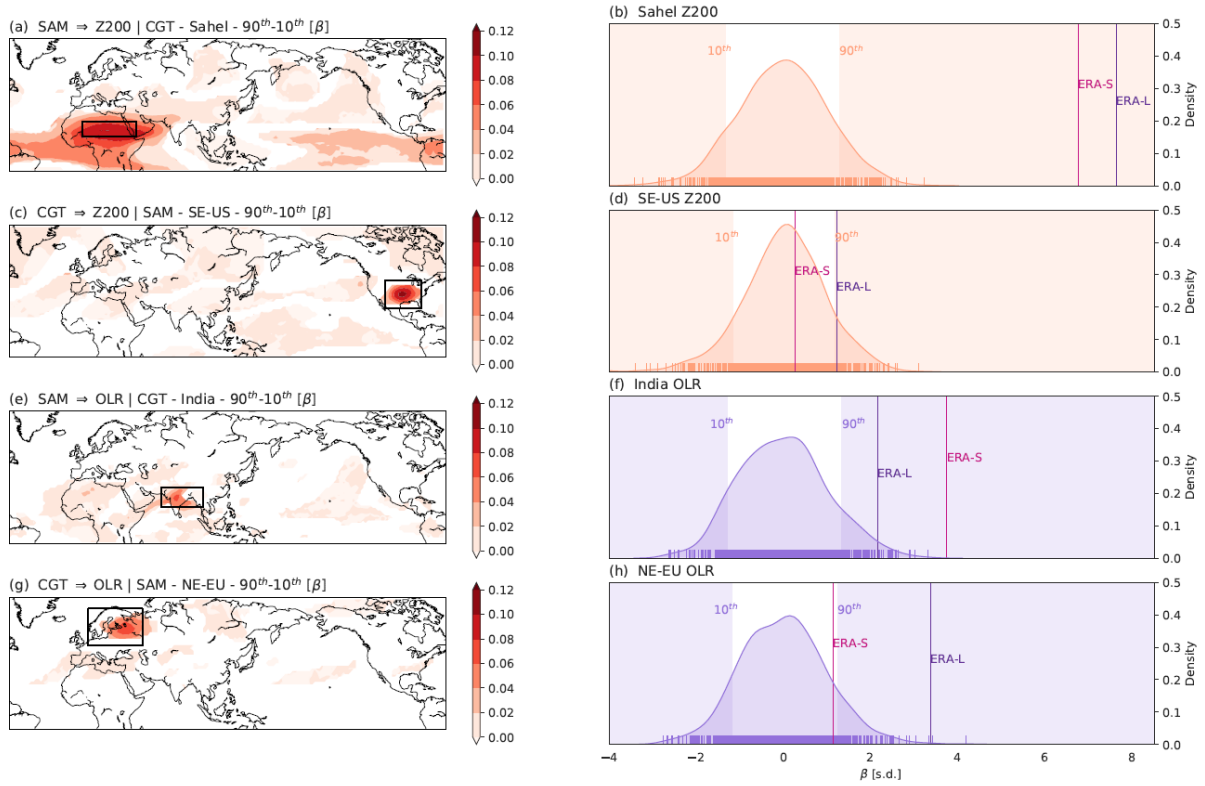 (a) SAM ⇒ Z200 | CGT - Sahel - 90th-10th [β]
0.12
0.10
0.08
0.06
0.04
0.02
0.00
(b) Sahel Z200
10th
90th
ERA-S
ERA-L
0.5
0.4
0.3
0.2
0.1
0.0
Density
(c) CGT ⇒ Z200 | SAM - SE-US - 90th-10th [β]
0.12
0.10
0.08
0.06
0.04
0.02
0.00
(d) SE-US Z200
10th
90th
ERA-S
ERA-L
0.5
0.4
0.3
0.2
0.1
0.0
Density
(e) SAM ⇒ OLR | CGT - India - 90th-10th [β]
0.12
0.10
0.08
0.06
0.04
0.02
0.00
(f) India OLR
10th
90th
ERA-L
ERA-S
0.5
0.4
0.3
0.2
0.1
0.0
Density
(g) CGT ⇒ OLR | SAM - NE-EU - 90th-10th [β]
0.12
0.10
0.08
0.06
0.04
0.02
0.00
(h) NE-EU OLR
10th
90th
ERA-S
ERA-L
0.5
0.4
0.3
0.2
0.1
0.0
Density
−4 −2 0 2 4 6 8
β [s.d.]